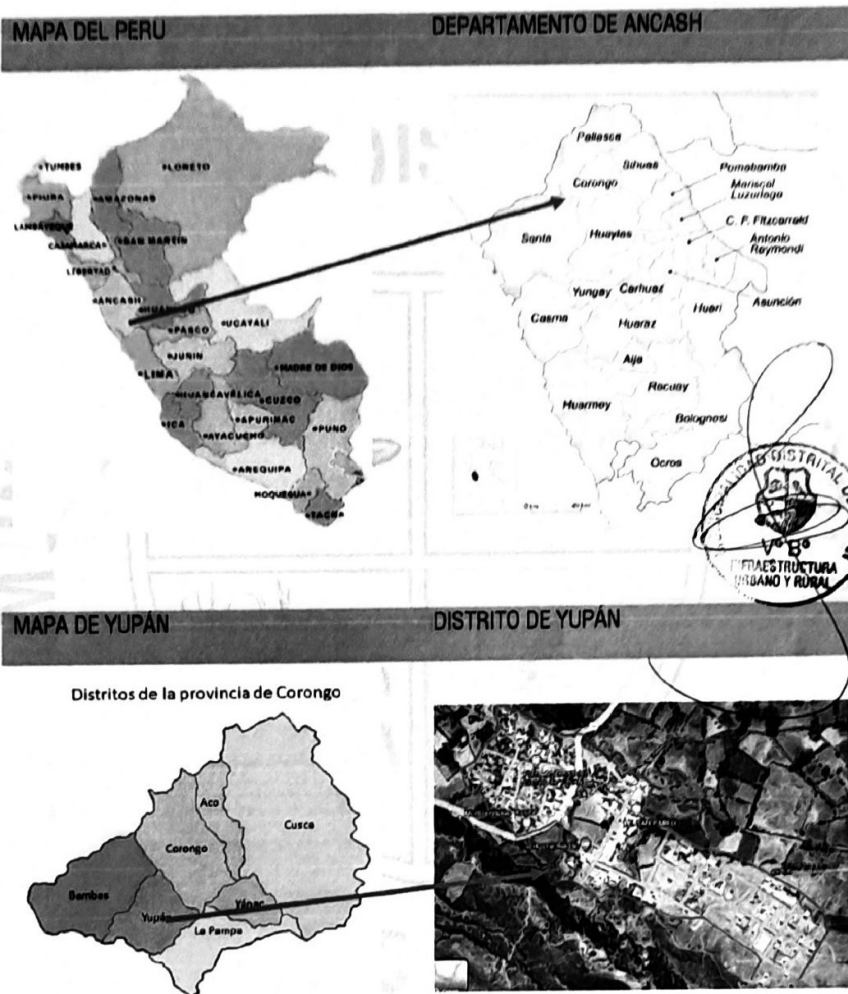 MAPA DEL PERU
DEPARTAMENTO DE ANCASH
TUMBES
LORETO
PIURA
AMAZONAS
LAMBAYEQUE
SAN MARTIN
CAJAMARCA
LIBERTAD
ANCASH
HUANUCO
PASCO
UCAYALI
JUNIN
LIMA
MADRE DE DIOS
HUANCAVELICA
CUZCO
ICA
APURIMAC
AYACUCHO
PUNO
AREQUIPA
MOQUEGUA
TACNA
Pallasca
Sihuas
Pomabamba
Corongo
Mariscal
Luzuriaga
C. F. Fitzcarrald
Santa
Huaylas
Antonio
Raymondi
Yungay
Carhuaz
Huari
Asunción
Casma
Huaraz
Aija
Recuay
Huarmey
Bolognesi
Ocros
DISTRITAL DE
V° B°
INFRAESTRUCTURA
URBANO Y RURAL
MAPA DE YUPÁN
DISTRITO DE YUPÁN
Distritos de la provincia de Corongo
Aco
Cusca
Corongo
Bambas
Yupán
Yánac
La Pampa